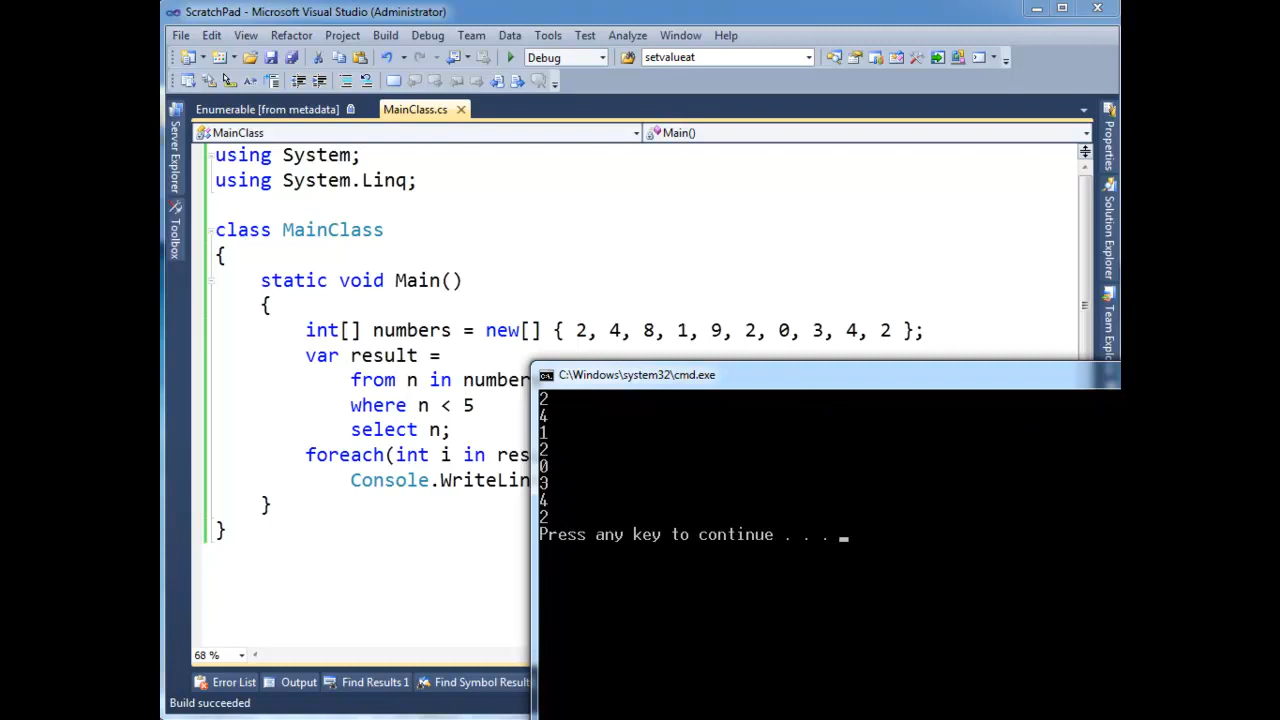 ScratchPad - Microsoft Visual Studio (Administrator)
File Edit View Refactor Project Build Debug Team Data Tools Test Analyze Window Help
Debug setvalueat
Enumerable [from metadata] MainClass.cs
MainClass Main()
Server Explorer
Toolbox
Properties
Solution Explorer
Team Explo
using System;
using System.Linq;
class MainClass
{
static void Main()
{
int[] numbers = new[] { 2, 4, 8, 1, 9, 2, 0, 3, 4, 2 };
var result =
from n in number
where n < 5
select n;
foreach(int i in res
Console.WriteLin
}
}
C:\Windows\system32\cmd.exe
2
4
1
2
0
3
4
2
Press any key to continue . . .
68 %
Error List Output Find Results 1 Find Symbol Result
Build succeeded